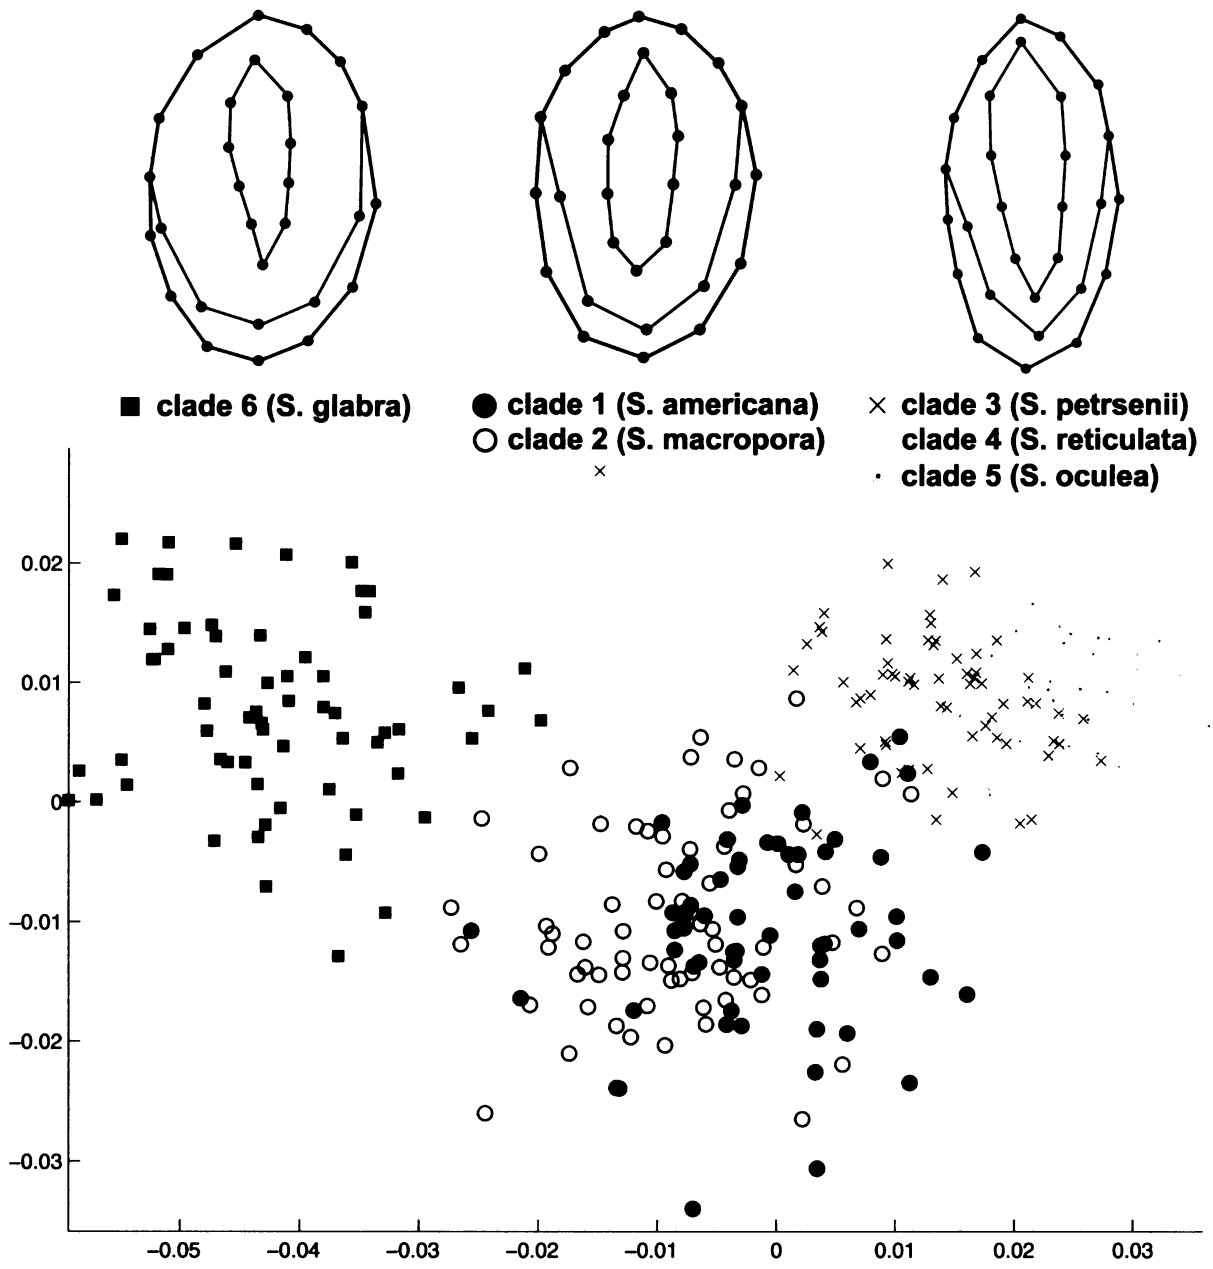 clade 6 (S. glabra)
clade 1 (S. americana)
clade 3 (S. petrsenii)
clade 2 (S. macropora)
clade 4 (S. reticulata)
clade 5 (S. oculea)
0.02
0.01
0
−0.01
−0.02
−0.03
−0.05 −0.04 −0.03 −0.02 −0.01 0 0.01 0.02 0.03